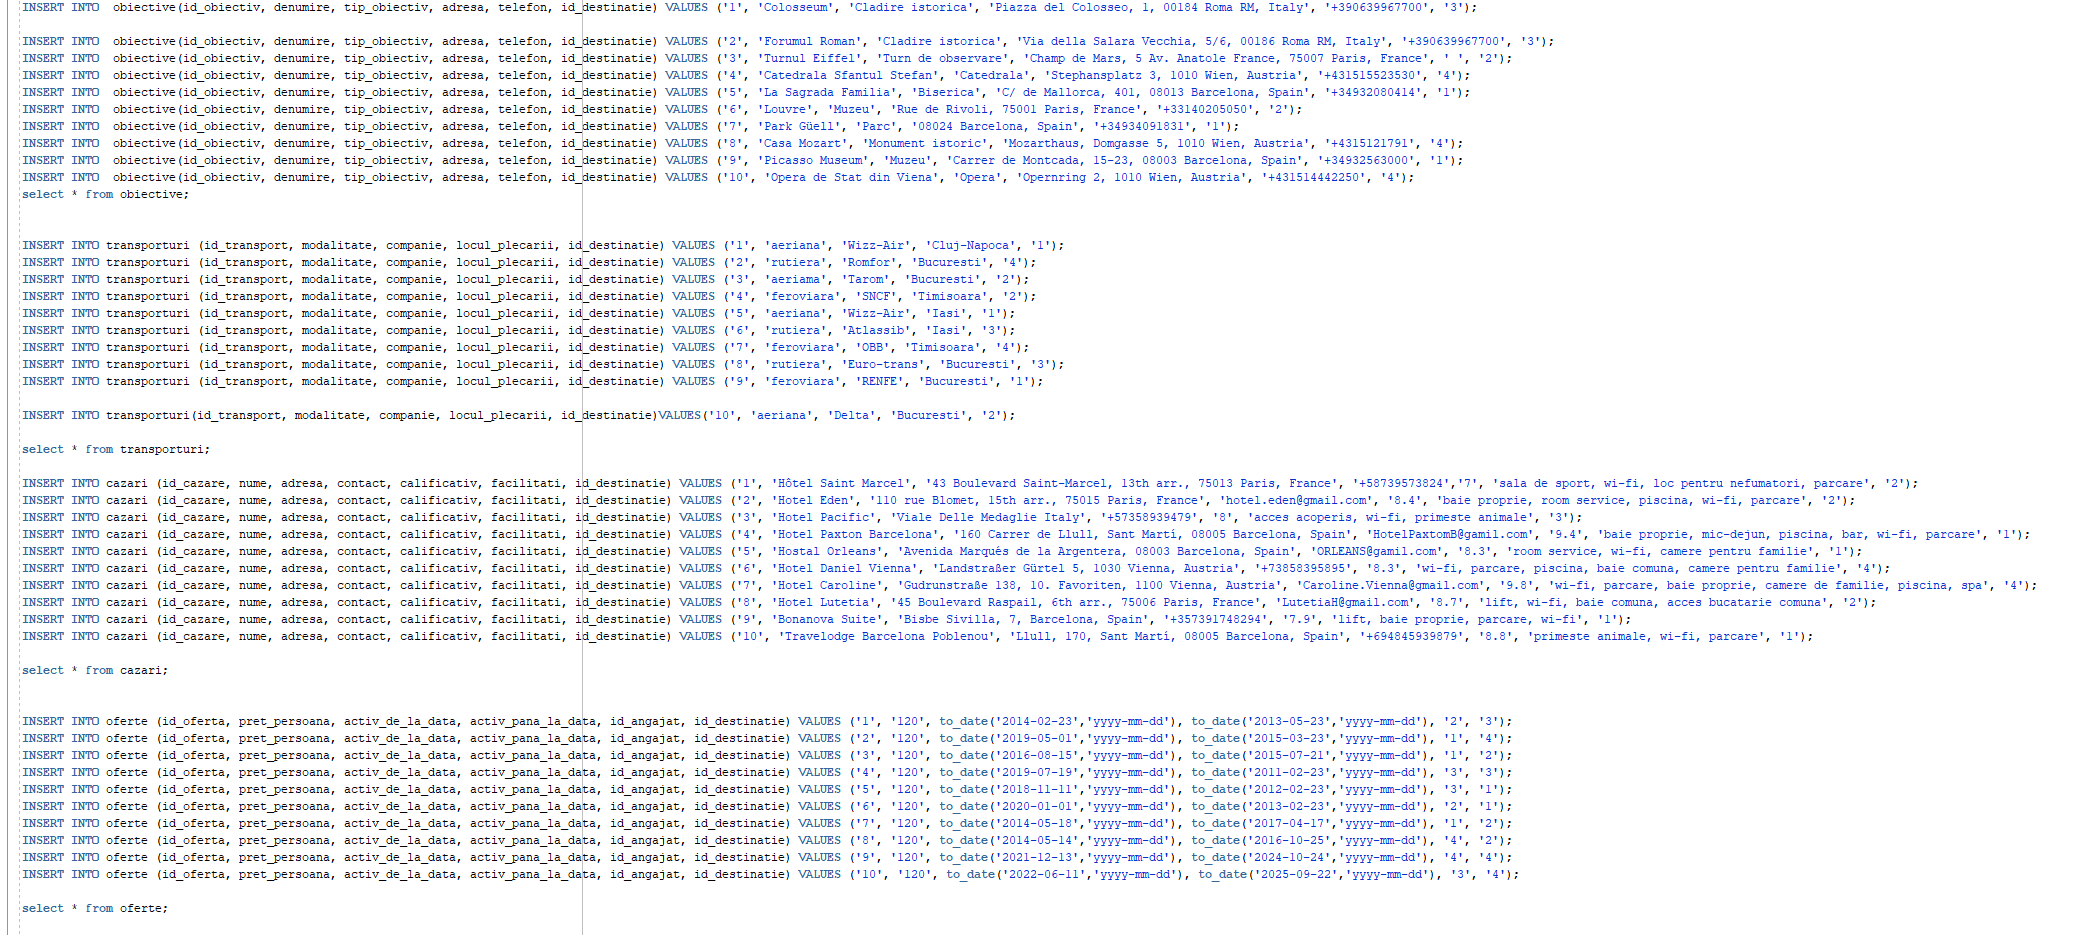 INSERT INTO  obiective(id_obiectiv, denumire, tip_obiectiv, adresa, telefon, id_destinatie) VALUES ('1', 'Colosseum', 'Cladire istorica', 'Piazza del Colosseo, 1, 00184 Roma RM, Italy', '+390639967700', '3');
INSERT INTO  obiective(id_obiectiv, denumire, tip_obiectiv, adresa, telefon, id_destinatie) VALUES ('2', 'Forumul Roman', 'Cladire istorica', 'Via della Salara Vecchia, 5/6, 00186 Roma RM, Italy', '+390639967700', '3');
INSERT INTO  obiective(id_obiectiv, denumire, tip_obiectiv, adresa, telefon, id_destinatie) VALUES ('3', 'Turnul Eiffel', 'Turn de observare', 'Champ de Mars, 5 Av. Anatole France, 75007 Paris, France', ' ', '2');
INSERT INTO  obiective(id_obiectiv, denumire, tip_obiectiv, adresa, telefon, id_destinatie) VALUES ('4', 'Catedrala Sfantul Stefan', 'Catedrala', 'Stephansplatz 3, 1010 Wien, Austria', '+431515523530', '4');
INSERT INTO  obiective(id_obiectiv, denumire, tip_obiectiv, adresa, telefon, id_destinatie) VALUES ('5', 'La Sagrada Familia', 'Biserica', 'C/ de Mallorca, 401, 08013 Barcelona, Spain', '+34932080414', '1');
INSERT INTO  obiective(id_obiectiv, denumire, tip_obiectiv, adresa, telefon, id_destinatie) VALUES ('6', 'Louvre', 'Muzeu', 'Rue de Rivoli, 75001 Paris, France', '+33140205050', '2');
INSERT INTO  obiective(id_obiectiv, denumire, tip_obiectiv, adresa, telefon, id_destinatie) VALUES ('7', 'Park Güell', 'Parc', '08024 Barcelona, Spain', '+34934091831', '1');
INSERT INTO  obiective(id_obiectiv, denumire, tip_obiectiv, adresa, telefon, id_destinatie) VALUES ('8', 'Casa Mozart', 'Monument istoric', 'Mozarthaus, Domgasse 5, 1010 Wien, Austria', '+4315121791', '4');
INSERT INTO  obiective(id_obiectiv, denumire, tip_obiectiv, adresa, telefon, id_destinatie) VALUES ('9', 'Picasso Museum', 'Muzeu', 'Carrer de Montcada, 15-23, 08003 Barcelona, Spain', '+34932563000', '1');
INSERT INTO  obiective(id_obiectiv, denumire, tip_obiectiv, adresa, telefon, id_destinatie) VALUES ('10', 'Opera de Stat din Viena', 'Opera', 'Opernring 2, 1010 Wien, Austria', '+431514442250', '4');
select * from obiective;
INSERT INTO transporturi (id_transport, modalitate, companie, locul_plecarii, id_destinatie) VALUES ('1', 'aeriana', 'Wizz-Air', 'Cluj-Napoca', '1');
INSERT INTO transporturi (id_transport, modalitate, companie, locul_plecarii, id_destinatie) VALUES ('2', 'rutiera', 'Romfor', 'Bucuresti', '4');
INSERT INTO transporturi (id_transport, modalitate, companie, locul_plecarii, id_destinatie) VALUES ('3', 'aeriama', 'Tarom', 'Bucuresti', '2');
INSERT INTO transporturi (id_transport, modalitate, companie, locul_plecarii, id_destinatie) VALUES ('4', 'feroviara', 'SNCF', 'Timisoara', '2');
INSERT INTO transporturi (id_transport, modalitate, companie, locul_plecarii, id_destinatie) VALUES ('5', 'aeriana', 'Wizz-Air', 'Iasi', '1');
INSERT INTO transporturi (id_transport, modalitate, companie, locul_plecarii, id_destinatie) VALUES ('6', 'rutiera', 'Atlassib', 'Iasi', '3');
INSERT INTO transporturi (id_transport, modalitate, companie, locul_plecarii, id_destinatie) VALUES ('7', 'feroviara', 'OBB', 'Timisoara', '4');
INSERT INTO transporturi (id_transport, modalitate, companie, locul_plecarii, id_destinatie) VALUES ('8', 'rutiera', 'Euro-trans', 'Bucuresti', '3');
INSERT INTO transporturi (id_transport, modalitate, companie, locul_plecarii, id_destinatie) VALUES ('9', 'feroviara', 'RENFE', 'Bucuresti', '1');
INSERT INTO transporturi(id_transport, modalitate, companie, locul_plecarii, id_destinatie)VALUES('10', 'aeriana', 'Delta', 'Bucuresti', '2');
select * from transporturi;
INSERT INTO cazari (id_cazare, nume, adresa, contact, calificativ, facilitati, id_destinatie) VALUES ('1', 'Hôtel Saint Marcel', '43 Boulevard Saint-Marcel, 13th arr., 75013 Paris, France', '+58739573824','7', 'sala de sport, wi-fi, loc pentru nefumatori, parcare', '2');
INSERT INTO cazari (id_cazare, nume, adresa, contact, calificativ, facilitati, id_destinatie) VALUES ('2', 'Hotel Eden', '110 rue Blomet, 15th arr., 75015 Paris, France', 'hotel.eden@gmail.com', '8.4', 'baie proprie, room service, piscina, wi-fi, parcare', '2');
INSERT INTO cazari (id_cazare, nume, adresa, contact, calificativ, facilitati, id_destinatie) VALUES ('3', 'Hotel Pacific', 'Viale Delle Medaglie Italy', '+57358939479', '8', 'acces acoperis, wi-fi, primeste animale', '3');
INSERT INTO cazari (id_cazare, nume, adresa, contact, calificativ, facilitati, id_destinatie) VALUES ('4', 'Hotel Paxton Barcelona', '160 Carrer de Llull, Sant Martí, 08005 Barcelona, Spain', 'HotelPaxtomB@gamil.com', '9.4', 'baie proprie, mic-dejun, piscina, bar, wi-fi, parcare', '1');
INSERT INTO cazari (id_cazare, nume, adresa, contact, calificativ, facilitati, id_destinatie) VALUES ('5', 'Hostal Orleans', 'Avenida Marqués de la Argentera, 08003 Barcelona, Spain', 'ORLEANS@gamil.com', '8.3', 'room service, wi-fi, camere pentru familie', '1');
INSERT INTO cazari (id_cazare, nume, adresa, contact, calificativ, facilitati, id_destinatie) VALUES ('6', 'Hotel Daniel Vienna', 'Landstraßer Gürtel 5, 1030 Vienna, Austria', '+73858395895', '8.3', 'wi-fi, parcare, piscina, baie comuna, camere pentru familie', '4');
INSERT INTO cazari (id_cazare, nume, adresa, contact, calificativ, facilitati, id_destinatie) VALUES ('7', 'Hotel Caroline', 'Gudrunstraße 138, 10. Favoriten, 1100 Vienna, Austria', 'Caroline.Vienna@gmail.com', '9.8', 'wi-fi, parcare, baie proprie, camere de familie, piscina, spa', '4');
INSERT INTO cazari (id_cazare, nume, adresa, contact, calificativ, facilitati, id_destinatie) VALUES ('8', 'Hotel Lutetia', '45 Boulevard Raspail, 6th arr., 75006 Paris, France', 'LutetiaH@gmail.com', '8.7', 'lift, wi-fi, baie comuna, acces bucatarie comuna', '2');
INSERT INTO cazari (id_cazare, nume, adresa, contact, calificativ, facilitati, id_destinatie) VALUES ('9', 'Bonanova Suite', 'Bisbe Sivilla, 7, Barcelona, Spain', '+357391748294', '7.9', 'lift, baie proprie, parcare, wi-fi', '1');
INSERT INTO cazari (id_cazare, nume, adresa, contact, calificativ, facilitati, id_destinatie) VALUES ('10', 'Travelodge Barcelona Poblenou', 'Llull, 170, Sant Martí, 08005 Barcelona, Spain', '+694845939879', '8.8', 'primeste animale, wi-fi, parcare', '1');
select * from cazari;
INSERT INTO oferte (id_oferta, pret_persoana, activ_de_la_data, activ_pana_la_data, id_angajat, id_destinatie) VALUES ('1', '120', to_date('2014-02-23','yyyy-mm-dd'), to_date('2013-05-23','yyyy-mm-dd'), '2', '3');
INSERT INTO oferte (id_oferta, pret_persoana, activ_de_la_data, activ_pana_la_data, id_angajat, id_destinatie) VALUES ('2', '120', to_date('2019-05-01','yyyy-mm-dd'), to_date('2015-03-23','yyyy-mm-dd'), '1', '4');
INSERT INTO oferte (id_oferta, pret_persoana, activ_de_la_data, activ_pana_la_data, id_angajat, id_destinatie) VALUES ('3', '120', to_date('2016-08-15','yyyy-mm-dd'), to_date('2015-07-21','yyyy-mm-dd'), '1', '2');
INSERT INTO oferte (id_oferta, pret_persoana, activ_de_la_data, activ_pana_la_data, id_angajat, id_destinatie) VALUES ('4', '120', to_date('2019-07-19','yyyy-mm-dd'), to_date('2011-02-23','yyyy-mm-dd'), '3', '3');
INSERT INTO oferte (id_oferta, pret_persoana, activ_de_la_data, activ_pana_la_data, id_angajat, id_destinatie) VALUES ('5', '120', to_date('2018-11-11','yyyy-mm-dd'), to_date('2012-02-23','yyyy-mm-dd'), '3', '1');
INSERT INTO oferte (id_oferta, pret_persoana, activ_de_la_data, activ_pana_la_data, id_angajat, id_destinatie) VALUES ('6', '120', to_date('2020-01-01','yyyy-mm-dd'), to_date('2013-02-23','yyyy-mm-dd'), '2', '1');
INSERT INTO oferte (id_oferta, pret_persoana, activ_de_la_data, activ_pana_la_data, id_angajat, id_destinatie) VALUES ('7', '120', to_date('2014-05-18','yyyy-mm-dd'), to_date('2017-04-17','yyyy-mm-dd'), '1', '2');
INSERT INTO oferte (id_oferta, pret_persoana, activ_de_la_data, activ_pana_la_data, id_angajat, id_destinatie) VALUES ('8', '120', to_date('2014-05-14','yyyy-mm-dd'), to_date('2016-10-25','yyyy-mm-dd'), '4', '2');
INSERT INTO oferte (id_oferta, pret_persoana, activ_de_la_data, activ_pana_la_data, id_angajat, id_destinatie) VALUES ('9', '120', to_date('2021-12-13','yyyy-mm-dd'), to_date('2024-10-24','yyyy-mm-dd'), '4', '4');
INSERT INTO oferte (id_oferta, pret_persoana, activ_de_la_data, activ_pana_la_data, id_angajat, id_destinatie) VALUES ('10', '120', to_date('2022-06-11','yyyy-mm-dd'), to_date('2025-09-22','yyyy-mm-dd'), '3', '4');
select * from oferte;